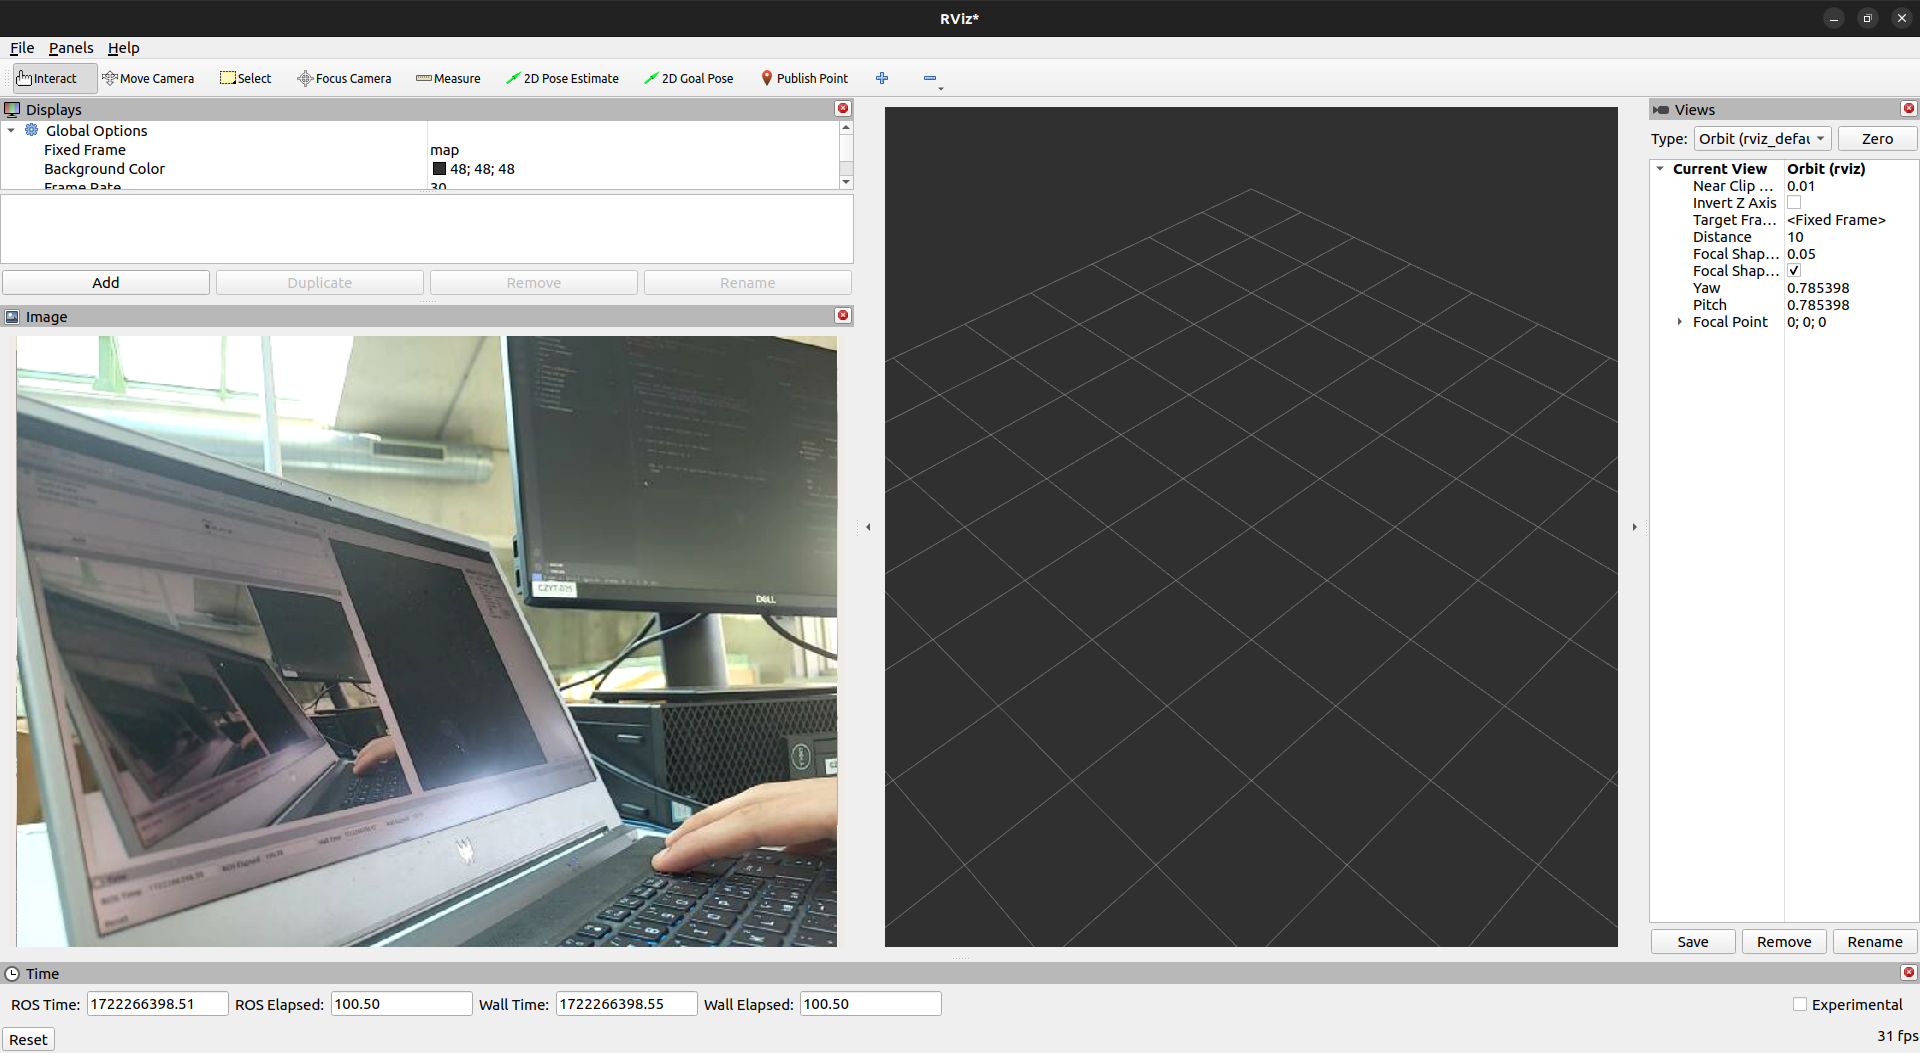 RViz*
File Panels Help
Interact Move Camera Select Focus Camera Measure 2D Pose Estimate 2D Goal Pose Publish Point
Displays
Global Options
Fixed Frame map
Background Color 48; 48; 48
Frame Rate 30
Add Duplicate Remove Rename
Image
CZYT-025
DELL
ROS Elapsed
Views
Type: Orbit (rviz_defau Zero
Current View Orbit (rviz)
Near Clip ... 0.01
Invert Z Axis
Target Fra... <Fixed Frame>
Distance 10
Focal Shap... 0.05
Focal Shap... ✓
Yaw 0.785398
Pitch 0.785398
Focal Point 0; 0; 0
Save Remove Rename
Time
ROS Time: 1722266398.51 ROS Elapsed: 100.50 Wall Time: 1722266398.55 Wall Elapsed: 100.50 Experimental
Reset 31 fps